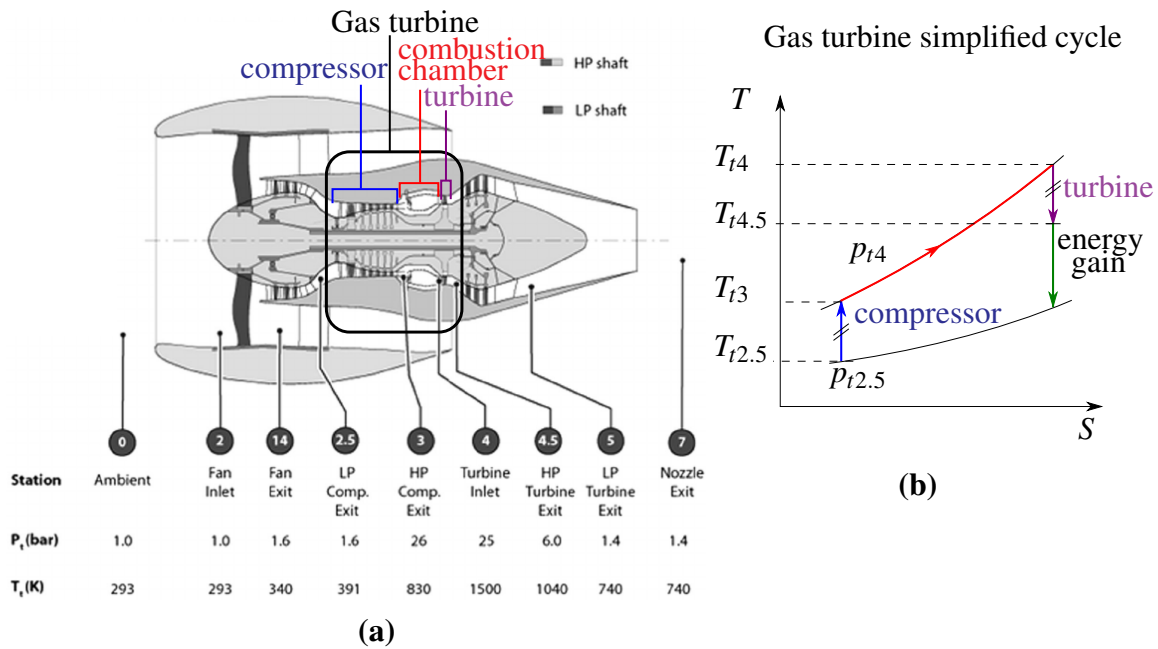 Gas turbine
combustion
compressor chamber
turbine
HP shaft
LP shaft
0 2 14 2.5 3 4 4.5 5 7
Station Ambient Fan Inlet Fan Exit LP Comp. Exit HP Comp. Exit Turbine Inlet HP Turbine Exit LP Turbine Exit Nozzle Exit
Pt(bar) 1.0 1.0 1.6 1.6 26 25 6.0 1.4 1.4
Tt(K) 293 293 340 391 830 1500 1040 740 740
(a)
Gas turbine simplified cycle
T
Tt4
turbine
Tt4.5
energy
gain
pt4
Tt3
compressor
Tt2.5
pt2.5
S
(b)